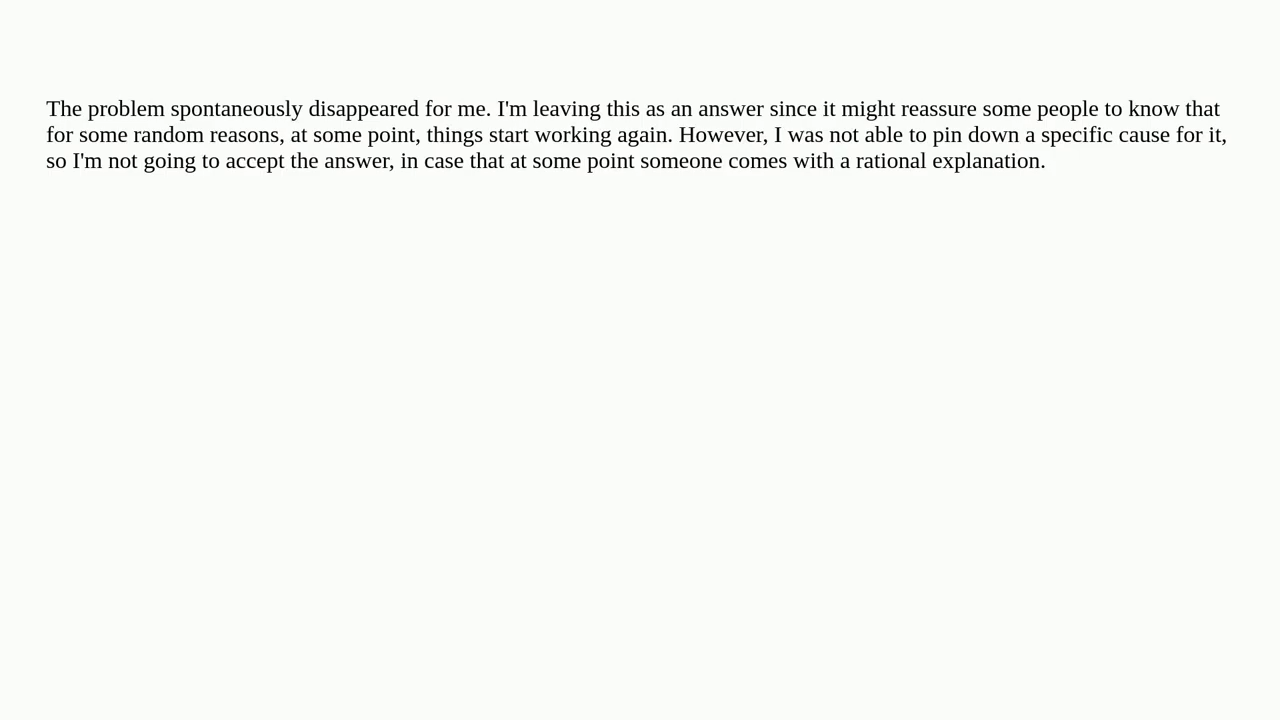 The problem spontaneously disappeared for me. I'm leaving this as an answer since it might reassure some people to know that
for some random reasons, at some point, things start working again. However, I was not able to pin down a specific cause for it,
so I'm not going to accept the answer, in case that at some point someone comes with a rational explanation.